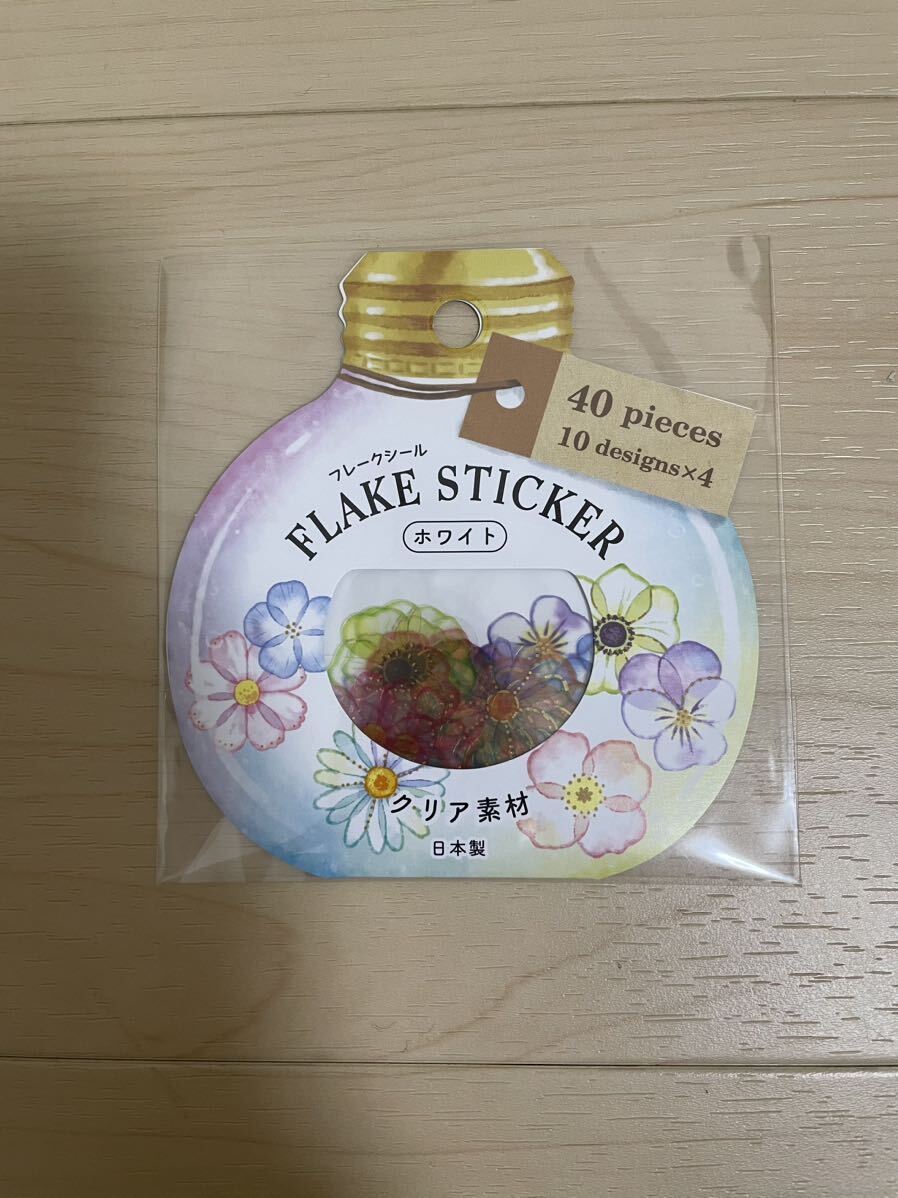 40 pieces
10 designs×4
フレークシール
FLAKE STICKER
ホワイト
クリア素材
日本製